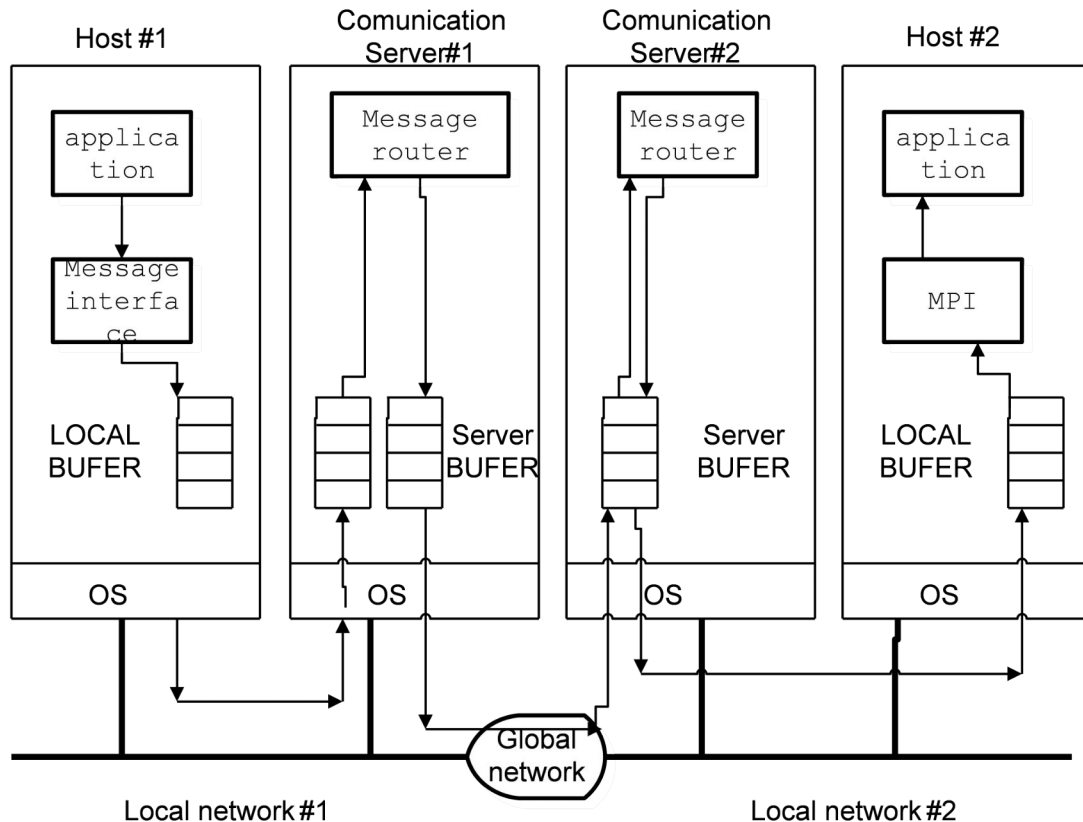 Host #1
Comunication
Server#1
Comunication
Server#2
Host #2
applica
tion
Message
router
Message
router
applica
tion
Message
interfa
ce
MPI
LOCAL
BUFER
Server
BUFER
Server
BUFER
LOCAL
BUFER
OS
OS
OS
OS
Global
network
Local network #1
Local network #2